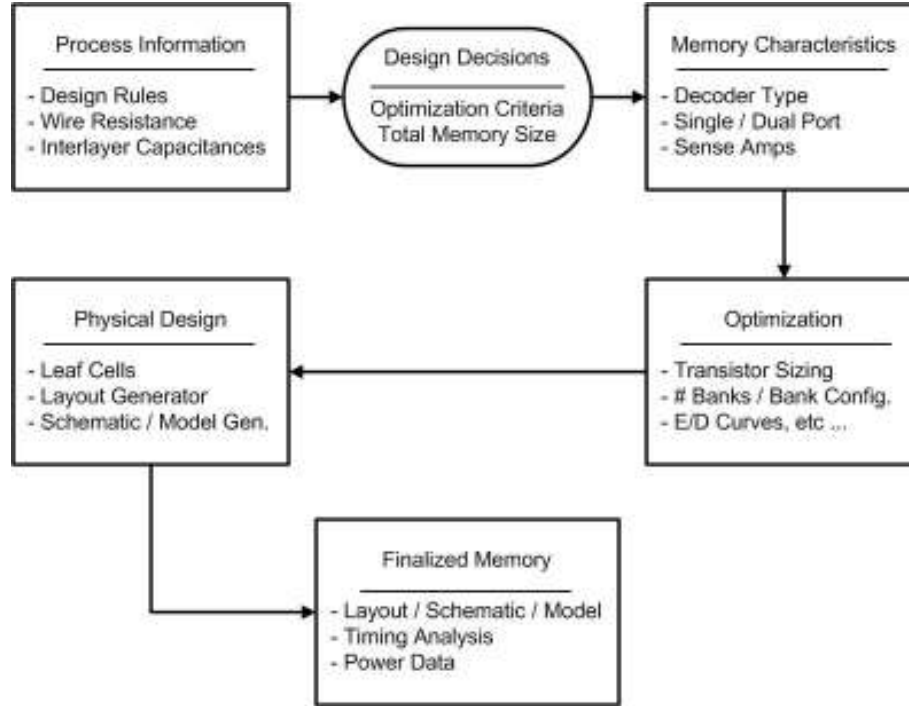 Process Information
- Design Rules
- Wire Resistance
- Interlayer Capacitances
Design Decisions
Optimization Criteria
Total Memory Size
Memory Characteristics
- Decoder Type
- Single / Dual Port
- Sense Amps
Physical Design
- Leaf Cells
- Layout Generator
- Schematic / Model Gen.
Optimization
- Transistor Sizing
- # Banks / Bank Config.
- E/D Curves, etc ...
Finalized Memory
- Layout / Schematic / Model
- Timing Analysis
- Power Data